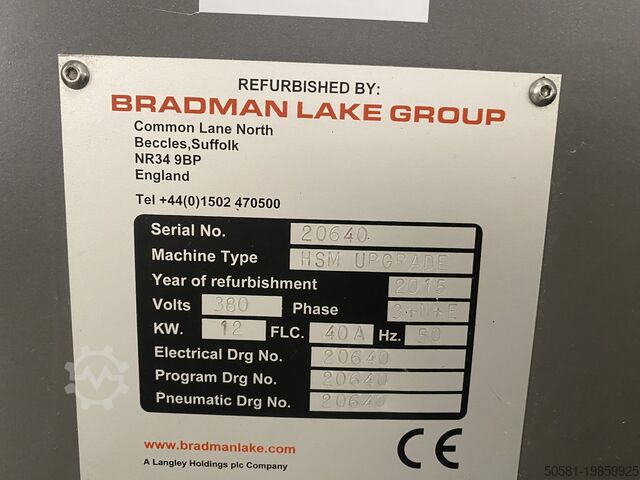 REFURBISHED BY:
BRADMAN LAKE GROUP
Common Lane North
Beccles,Suffolk
NR34 9BP
England
Tel +44(0)1502 470500
Serial No. 20640
Machine Type HSM UPGRADE
Year of refurbishment 2015
Volts 380 Phase 3+N+E
KW. 12 FLC. 40A Hz. 50
Electrical Drg No. 20640
Program Drg No. 20640
Pneumatic Drg No. 20640
www.bradmanlake.com
A Langley Holdings plc Company
CE
50581-19859925